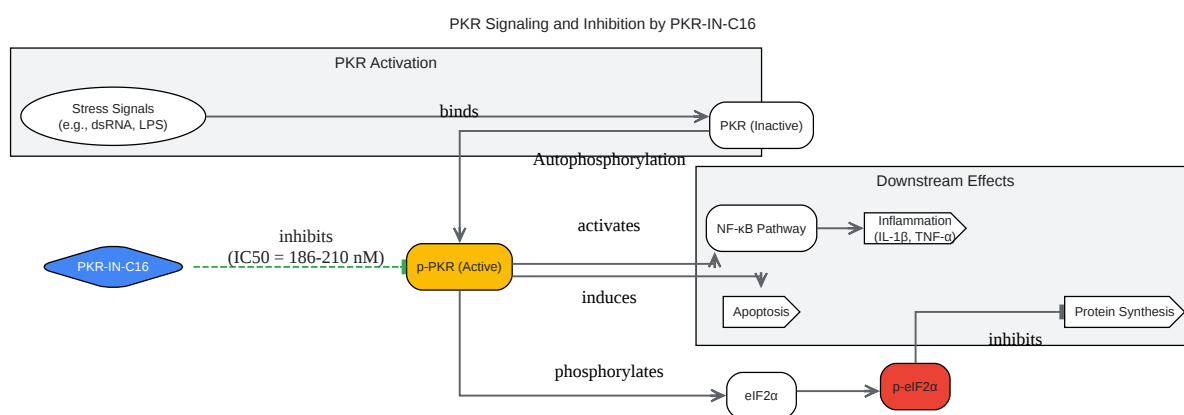 PKR Signaling and Inhibition by PKR-IN-C16
PKR Activation
Stress Signals
(e.g., dsRNA, LPS)
binds
PKR (Inactive)
Autophosphorylation
Downstream Effects
activates
NF-κB Pathway
Inflammation
(IL-1β, TNF-α)
inhibits
(IC50 = 186-210 nM)
PKR-IN-C16
p-PKR (Active)
induces
Apoptosis
Protein Synthesis
inhibits
phosphorylates
eIF2α
p-eIF2α